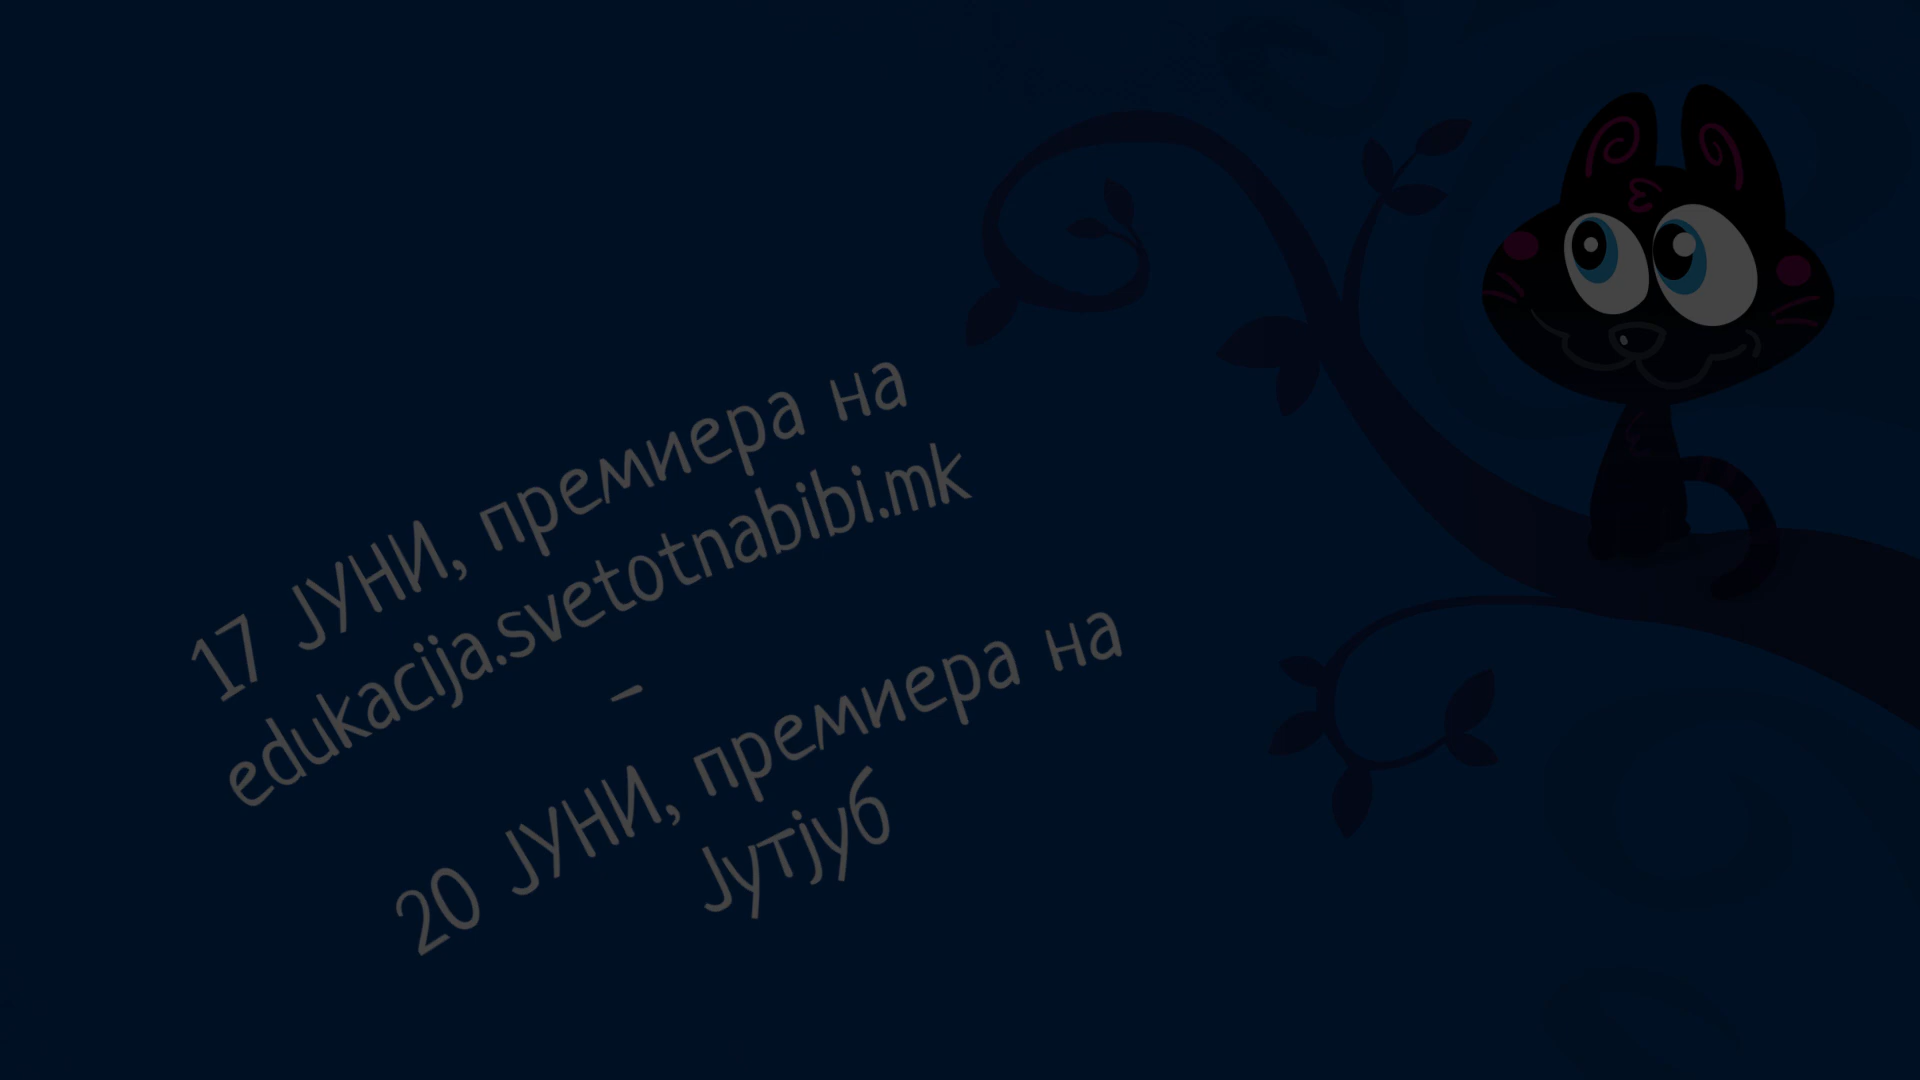 17 ЈУНИ, премиера на
edukacija.svetotnabibi.mk
–
20 ЈУНИ, премиера на
Јутјуб